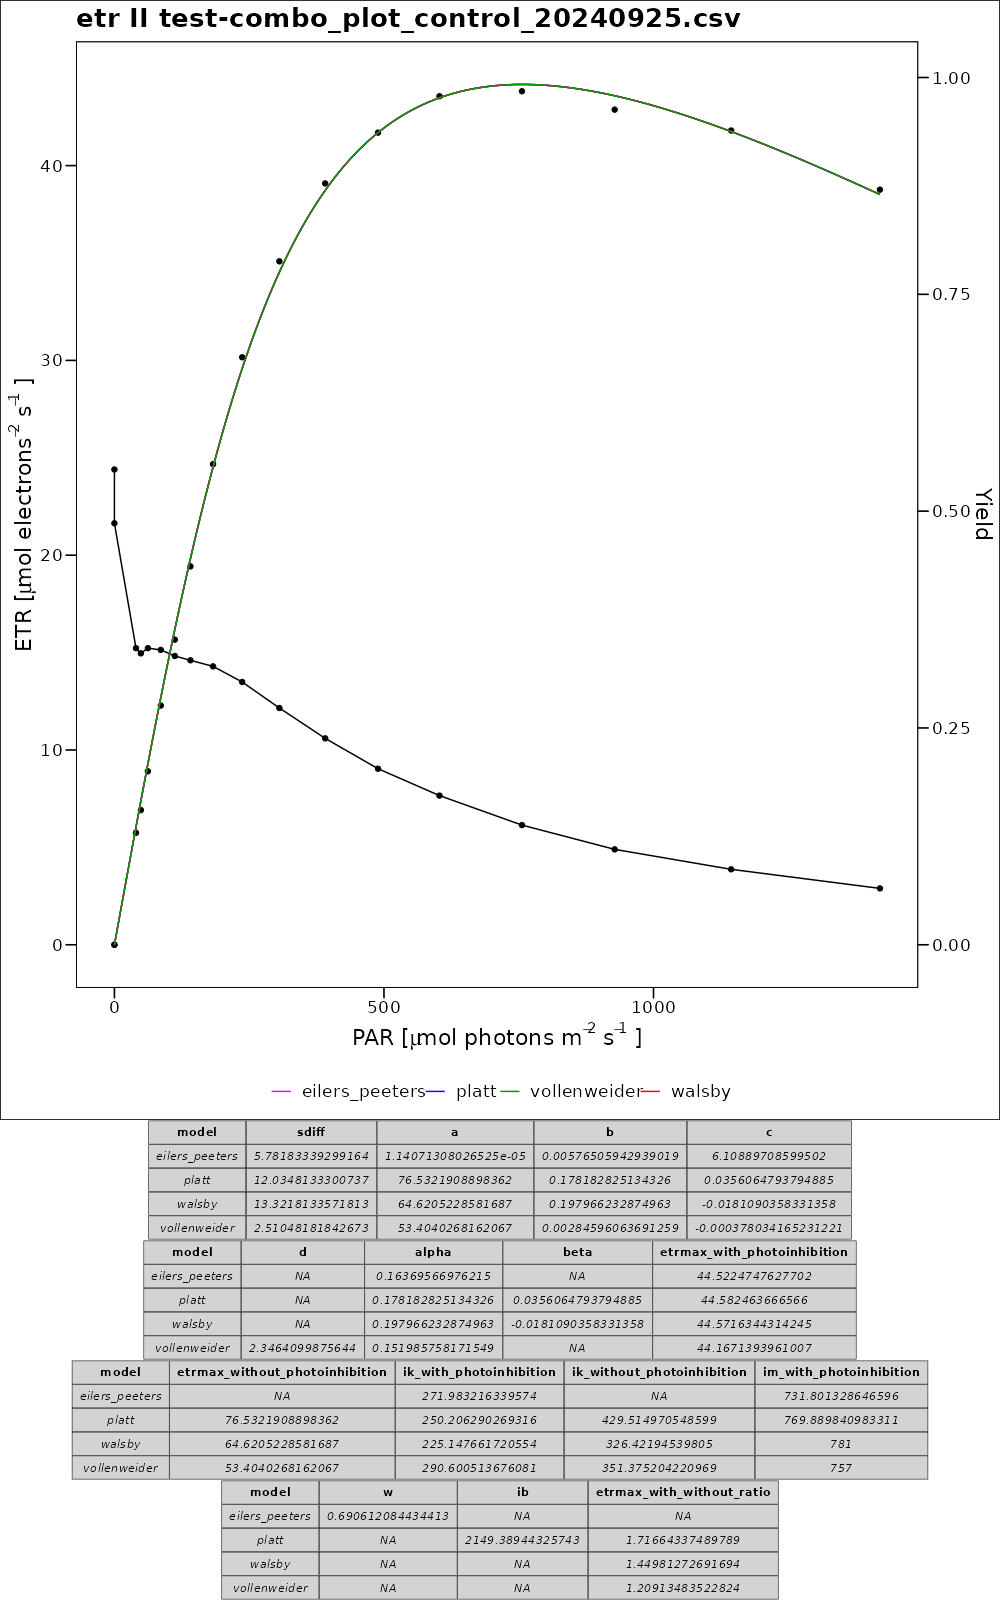 etr II test-combo_plot_control_20240925.csv
1.00
40
0.75
30
ETR [μmol electrons⁻² s⁻¹ ]
0.50
Yield
20
0.25
10
0
0.00
0 500 1000
PAR [μmol photons m⁻² s⁻¹ ]
eilers_peeters platt vollenweider walsby
model sdiff a b c
eilers_peeters 5.78183339299164 1.14071308026525e-05 0.00576505942939019 6.10889708599502
platt 12.0348133300737 76.5321908898362 0.178182825134326 0.0356064793794885
walsby 13.3218133571813 64.6205228581687 0.197966232874963 -0.0181090358331358
vollenweider 2.51048181842673 53.4040268162067 0.00284596063691259 -0.000378034165231221
model d alpha beta etrmax_with_photoinhibition
eilers_peeters NA 0.16369566976215 NA 44.5224747627702
platt NA 0.178182825134326 0.0356064793794885 44.582463666566
walsby NA 0.197966232874963 -0.0181090358331358 44.5716344314245
vollenweider 2.3464099875644 0.151985758171549 NA 44.1671393961007
model etrmax_without_photoinhibition ik_with_photoinhibition ik_without_photoinhibition im_with_photoinhibition
eilers_peeters NA 271.983216339574 NA 731.801328646596
platt 76.5321908898362 250.206290269316 429.514970548599 769.889840983311
walsby 64.6205228581687 225.147661720554 326.42194539805 781
vollenweider 53.4040268162067 290.600513676081 351.375204220969 757
model w ib etrmax_with_without_ratio
eilers_peeters 0.690612084434413 NA NA
platt NA 2149.38944325743 1.71664337489789
walsby NA NA 1.44981272691694
vollenweider NA NA 1.20913483522824